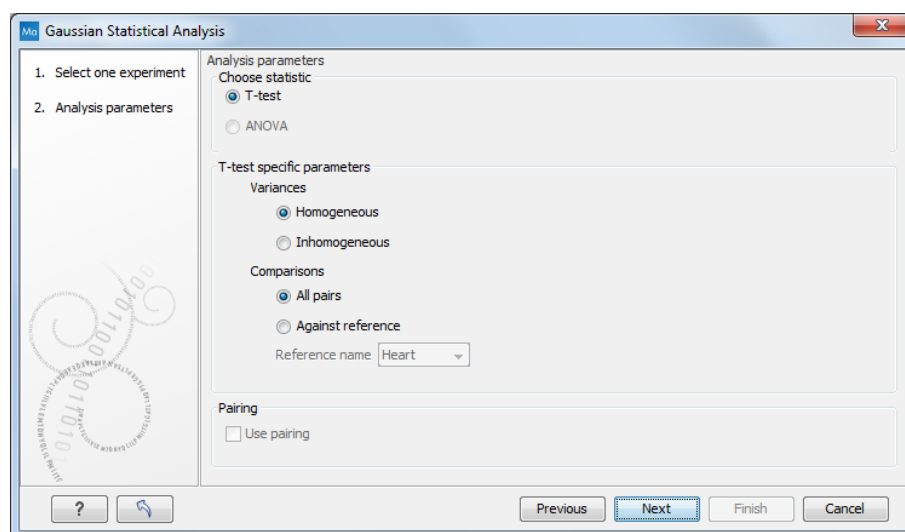 Ma Gaussian Statistical Analysis
1. Select one experiment
2. Analysis parameters
Analysis parameters
Choose statistic
T-test
ANOVA
T-test specific parameters
Variances
Homogeneous
Inhomogeneous
Comparisons
All pairs
Against reference
Reference name Heart
Pairing
Use pairing
? Previous Next Finish Cancel